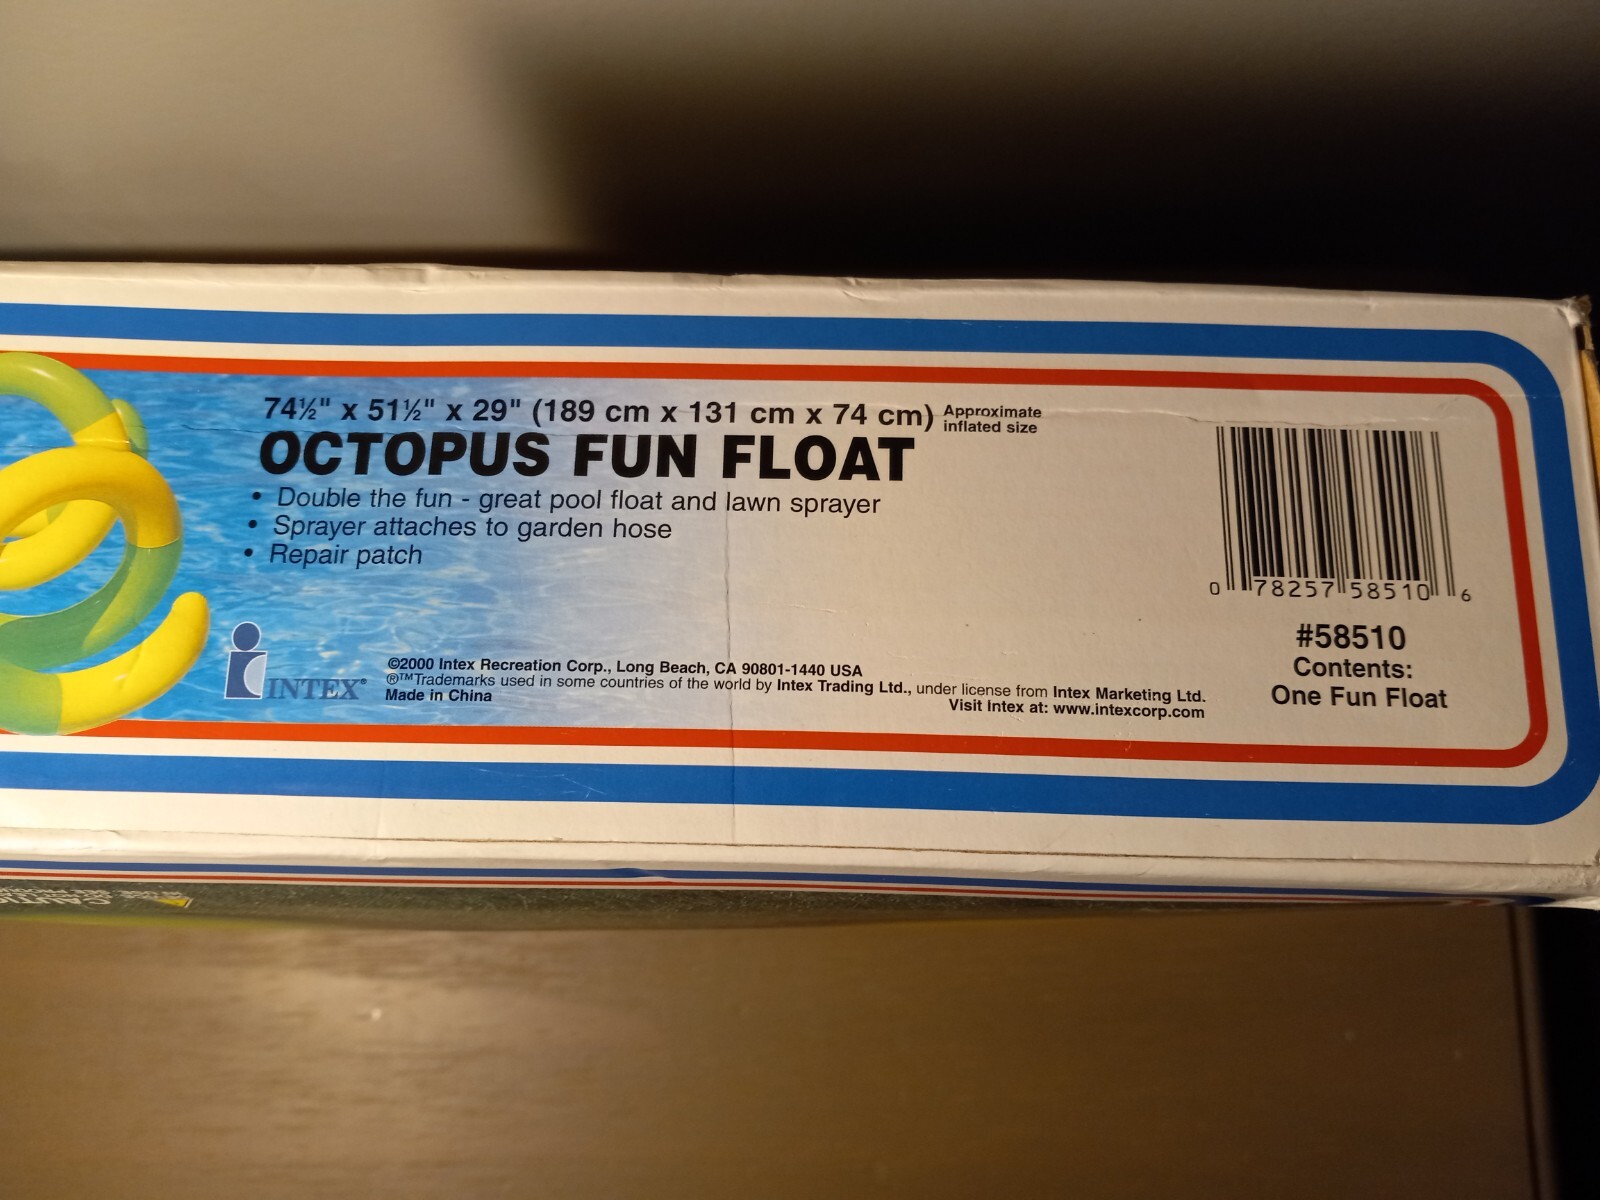 74½" x 51½" x 29" (189 cm x 131 cm x 74 cm) Approximate inflated size
OCTOPUS FUN FLOAT
• Double the fun - great pool float and lawn sprayer
• Sprayer attaches to garden hose
• Repair patch
INTEX®
©2000 Intex Recreation Corp., Long Beach, CA 90801-1440 USA
®™Trademarks used in some countries of the world by Intex Trading Ltd., under license from Intex Marketing Ltd.
Made in China
Visit Intex at: www.intexcorp.com
0 78257 58510 6
#58510
Contents:
One Fun Float